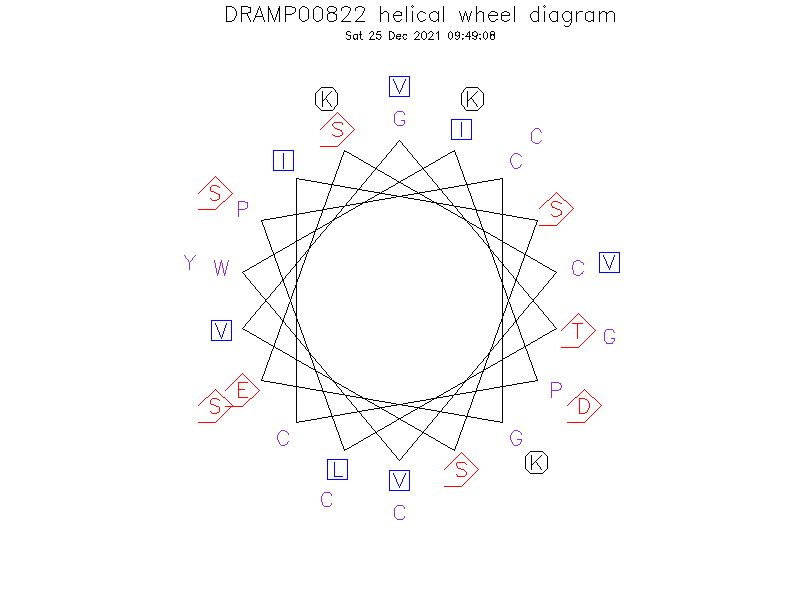 DRAMP00822 helical wheel diagram
Sat 25 Dec 2021 09:49:08
V
K K
G
S I
C
I C
S
P S
Y W C V
V T G
E P
S D
C G
K
L S
V
C
C